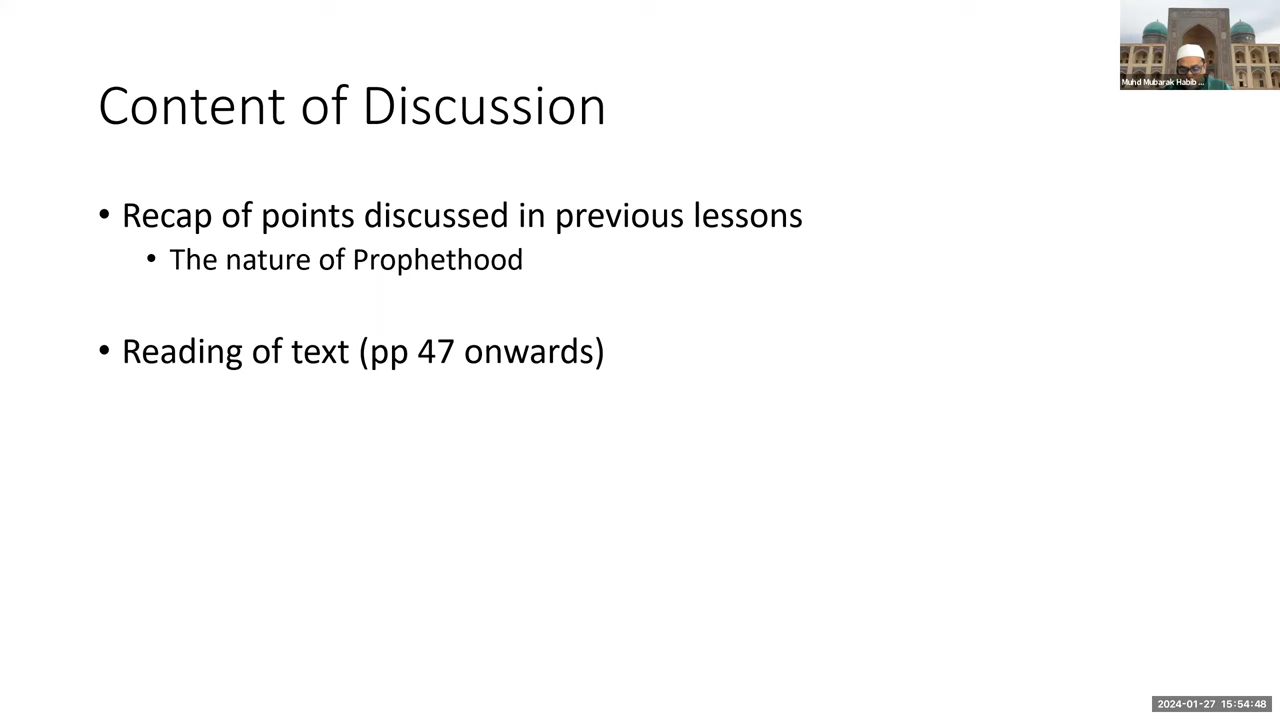 Content of Discussion
• Recap of points discussed in previous lessons
• The nature of Prophethood
• Reading of text (pp 47 onwards)
Muhd Mubarak Habib ...
2024-01-27 15:54:48